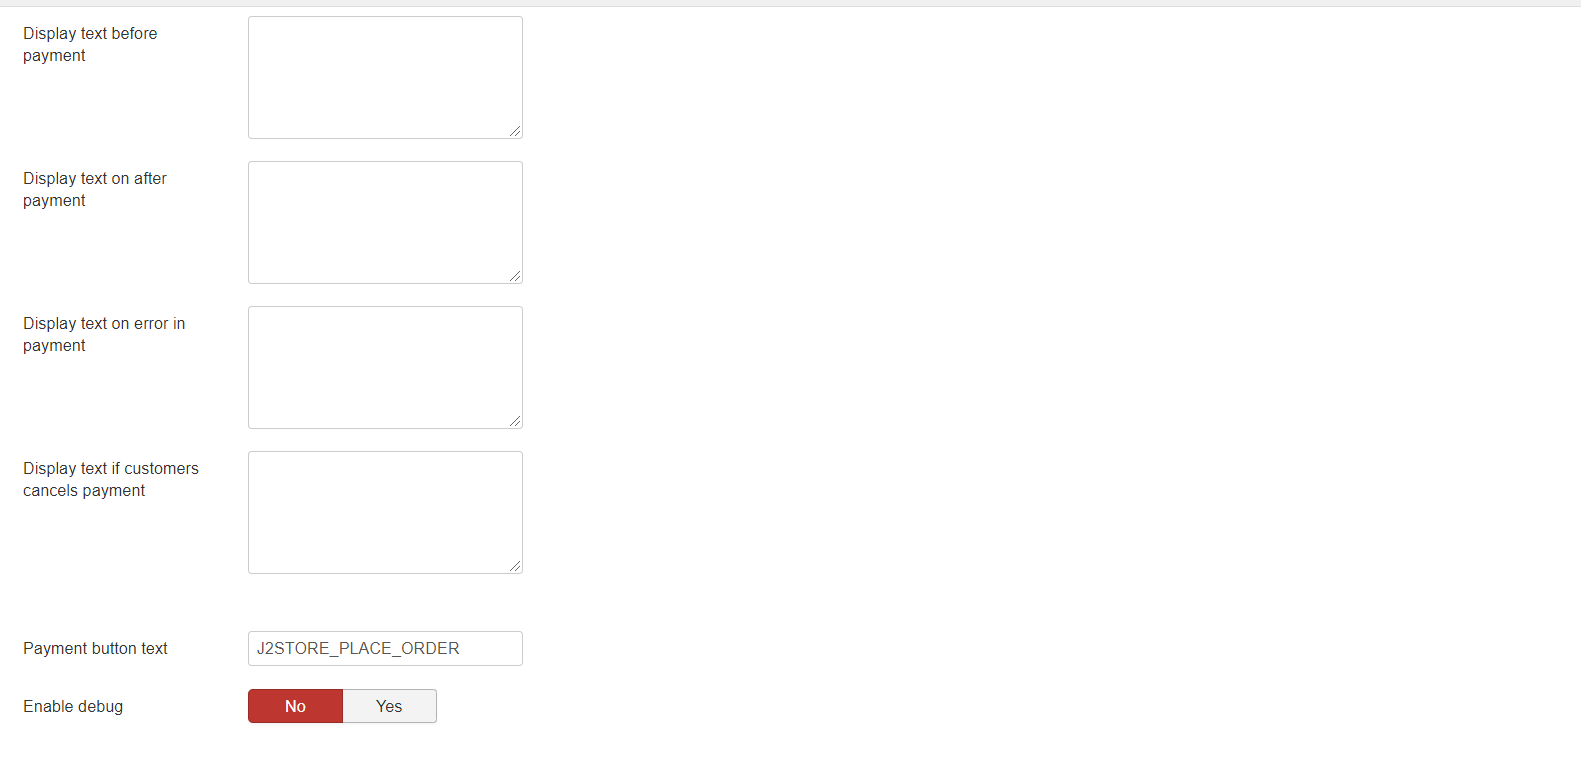 Display text before
payment
Display text on after
payment
Display text on error in
payment
Display text if customers
cancels payment
Payment button text
J2STORE_PLACE_ORDER
Enable debug
No
Yes